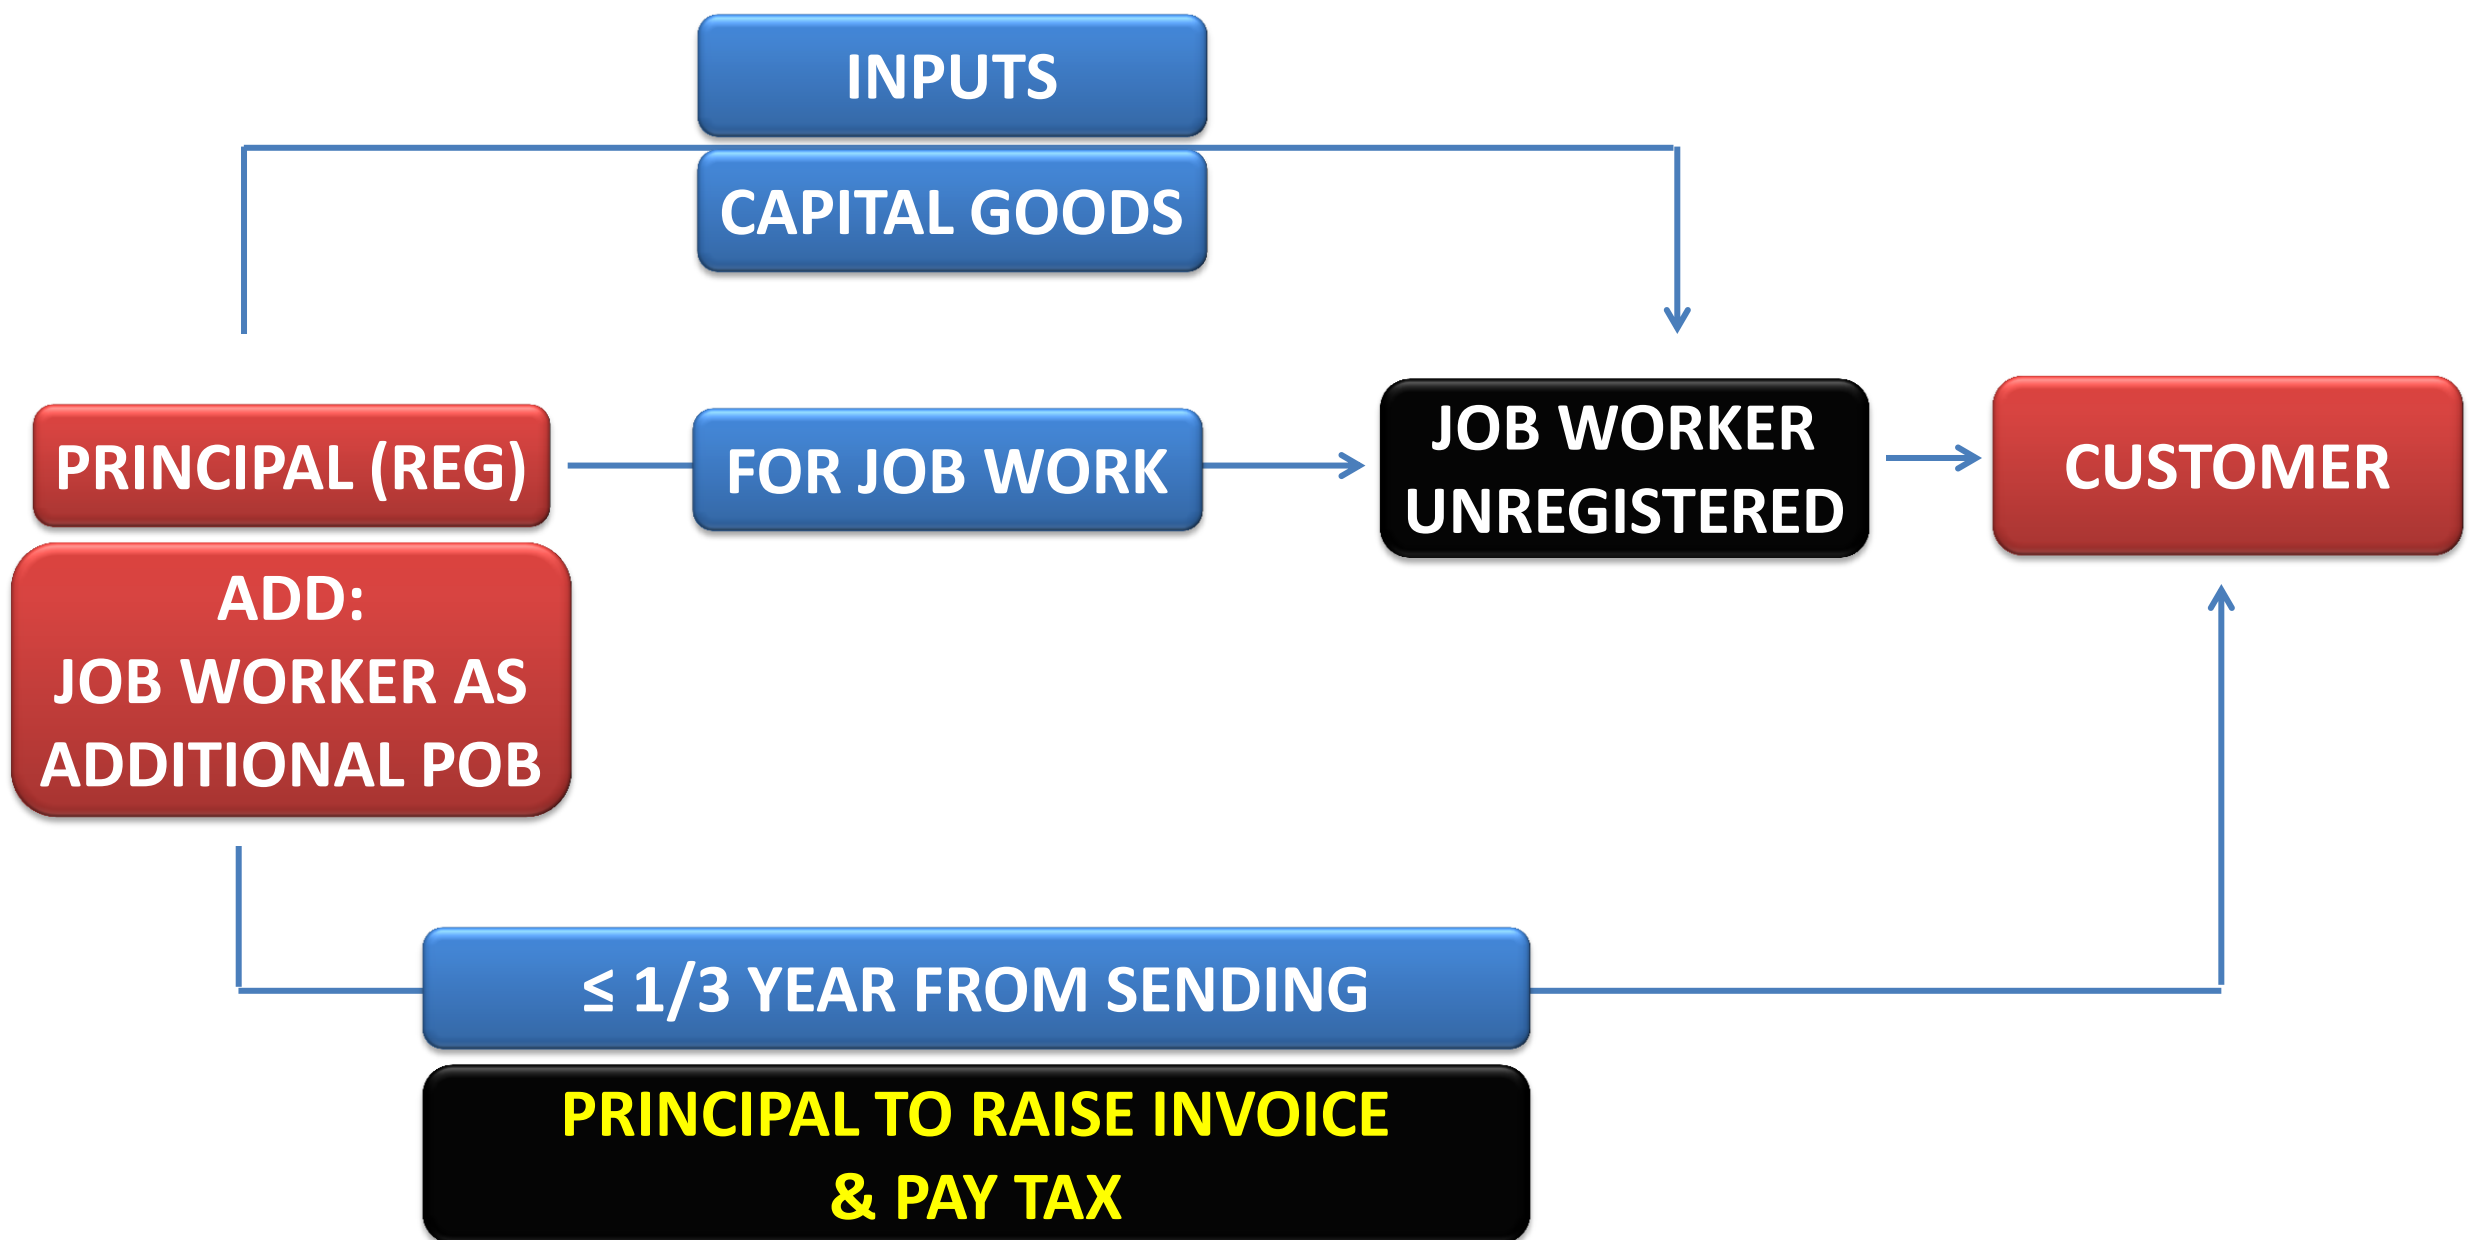 INPUTS
CAPITAL GOODS
PRINCIPAL (REG)
FOR JOB WORK
JOB WORKER
UNREGISTERED
CUSTOMER
ADD:
JOB WORKER AS
ADDITIONAL POB
≤ 1/3 YEAR FROM SENDING
PRINCIPAL TO RAISE INVOICE
& PAY TAX